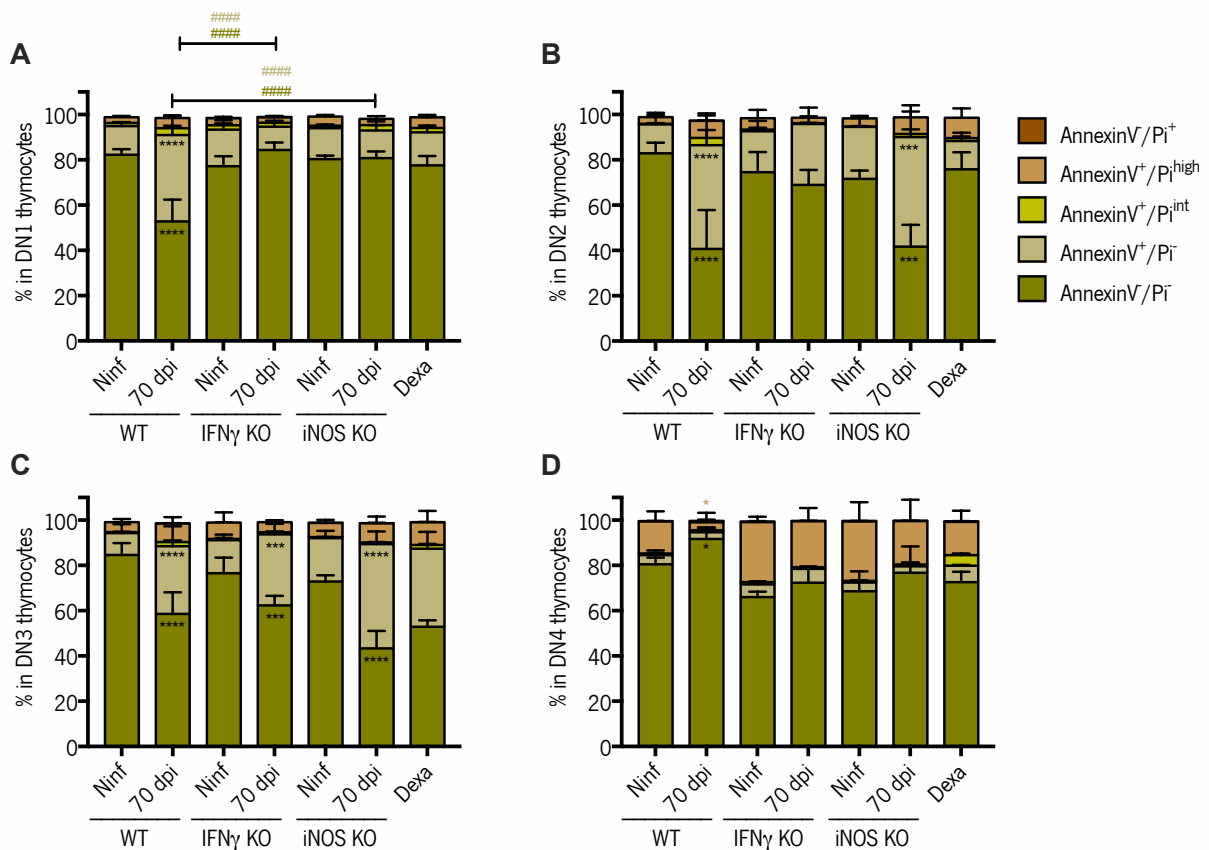 ####
####
####
####
A
% in DN1 thymocytes
100
80
60
40
20
0
****
****
Ninf
70 dpi
Ninf
70 dpi
Ninf
70 dpi
Dexa
WT
IFNγ KO
iNOS KO
B
% in DN2 thymocytes
100
80
60
40
20
0
****
****
***
***
Ninf
70 dpi
Ninf
70 dpi
Ninf
70 dpi
Dexa
WT
IFNγ KO
iNOS KO
AnnexinV⁻/Pi⁺
AnnexinV⁺/Pi^high
AnnexinV⁺/Pi^int
AnnexinV⁺/Pi⁻
AnnexinV⁻/Pi⁻
C
% in DN3 thymocytes
100
80
60
40
20
0
****
****
***
***
****
****
Ninf
70 dpi
Ninf
70 dpi
Ninf
70 dpi
Dexa
WT
IFNγ KO
iNOS KO
D
% in DN4 thymocytes
100
80
60
40
20
0
*
*
Ninf
70 dpi
Ninf
70 dpi
Ninf
70 dpi
Dexa
WT
IFNγ KO
iNOS KO